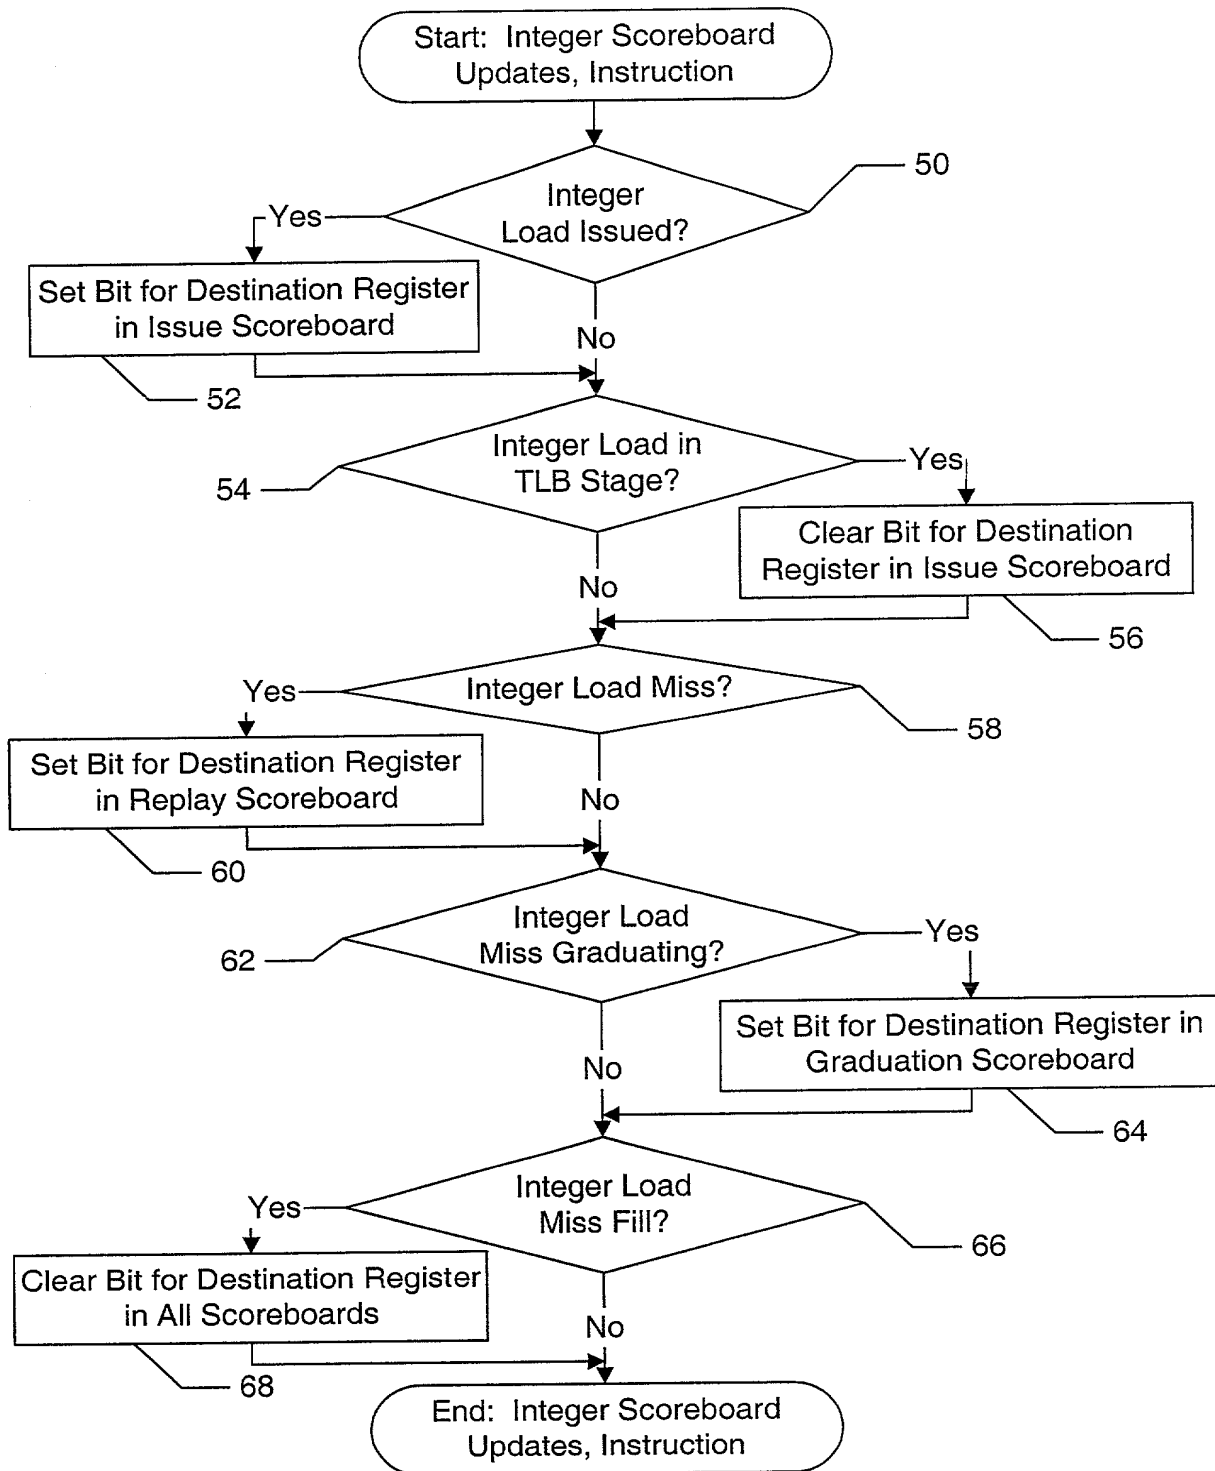 Start: Integer Scoreboard
Updates, Instruction
50
Integer
Load Issued?
Yes
No
Set Bit for Destination Register
in Issue Scoreboard
52
Integer Load in
TLB Stage?
54
Yes
No
Clear Bit for Destination
Register in Issue Scoreboard
56
Integer Load Miss?
Yes
58
No
Set Bit for Destination Register
in Replay Scoreboard
60
Integer Load
Miss Graduating?
62
Yes
No
Set Bit for Destination Register in
Graduation Scoreboard
64
Integer Load
Miss Fill?
Yes
66
No
Clear Bit for Destination Register
in All Scoreboards
68
End: Integer Scoreboard
Updates, Instruction